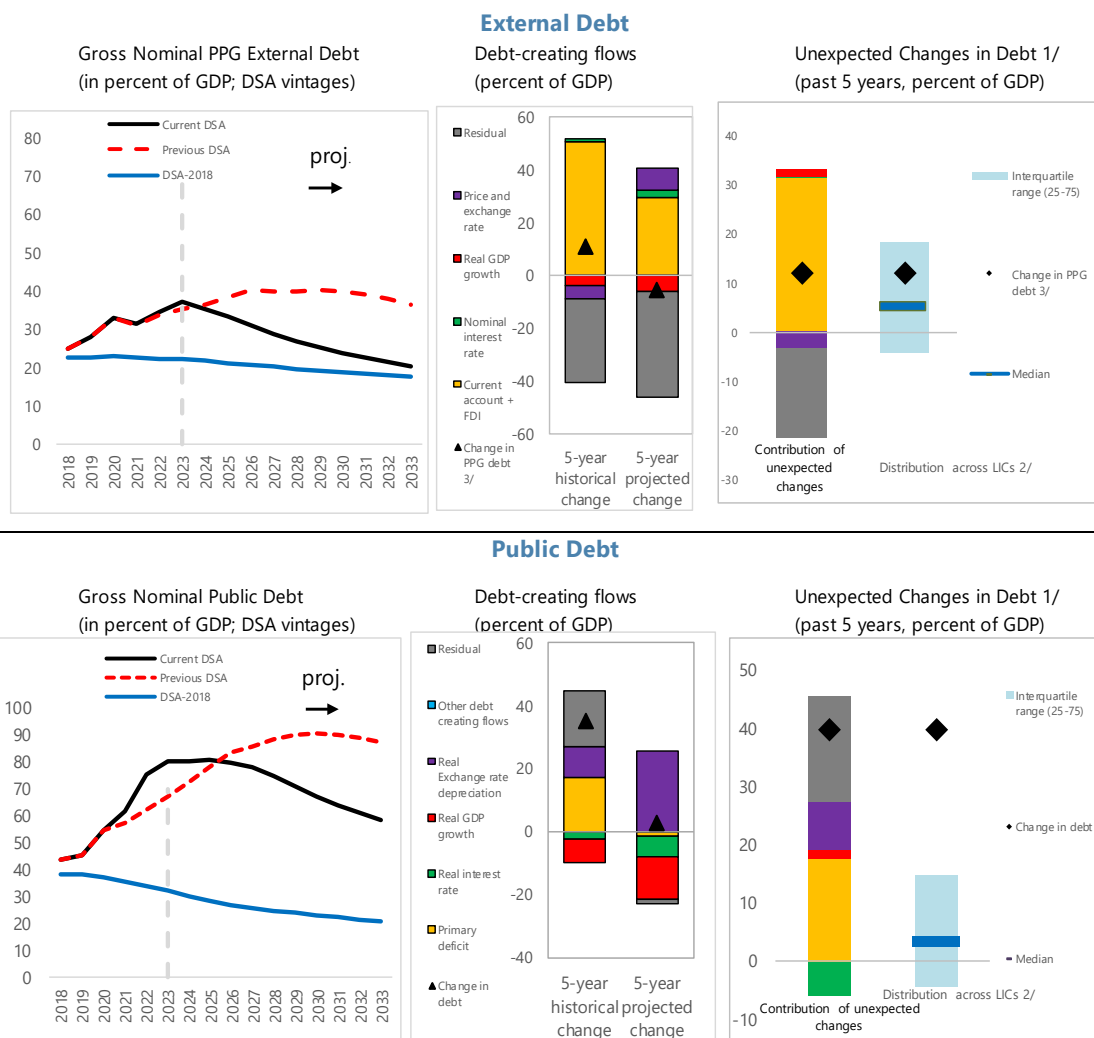 External Debt
Gross Nominal PPG External Debt
(in percent of GDP; DSA vintages)
Debt-creating flows
(percent of GDP)
Unexpected Changes in Debt 1/
(past 5 years, percent of GDP)
Current DSA
Previous DSA
DSA-2018
proj.
80
70
60
50
40
30
20
10
0
2018
2019
2020
2021
2022
2023
2024
2025
2026
2027
2028
2029
2030
2031
2032
2033
Residual
Price and
exchange
rate
Real GDP
growth
Nominal
interest
rate
Current
account +
FDI
Change in
PPG debt
3/
60
40
20
0
-20
-40
-60
5-year
historical
change
5-year
projected
change
40
30
20
10
0
-10
-20
-30
Contribution of
unexpected
changes
Distribution across LICs 2/
Interquartile
range (25-75)
Change in PPG
debt 3/
Median
Public Debt
Gross Nominal Public Debt
(in percent of GDP; DSA vintages)
Debt-creating flows
(percent of GDP)
Unexpected Changes in Debt 1/
(past 5 years, percent of GDP)
Current DSA
Previous DSA
DSA-2018
proj.
100
90
80
70
60
50
40
30
20
10
0
2018
2019
2020
2021
2022
2023
2024
2025
2026
2027
2028
2029
2030
2031
2032
2033
Residual
Other debt
creating flows
Real
Exchange rate
depreciation
Real GDP
growth
Real interest
rate
Primary
deficit
Change in
debt
60
40
20
0
-20
-40
5-year
historical
change
5-year
projected
change
50
40
30
20
10
0
-10
Contribution of unexpected
changes
Distribution across LICs 2/
Interquartile
range (25-75)
Change in debt
Median